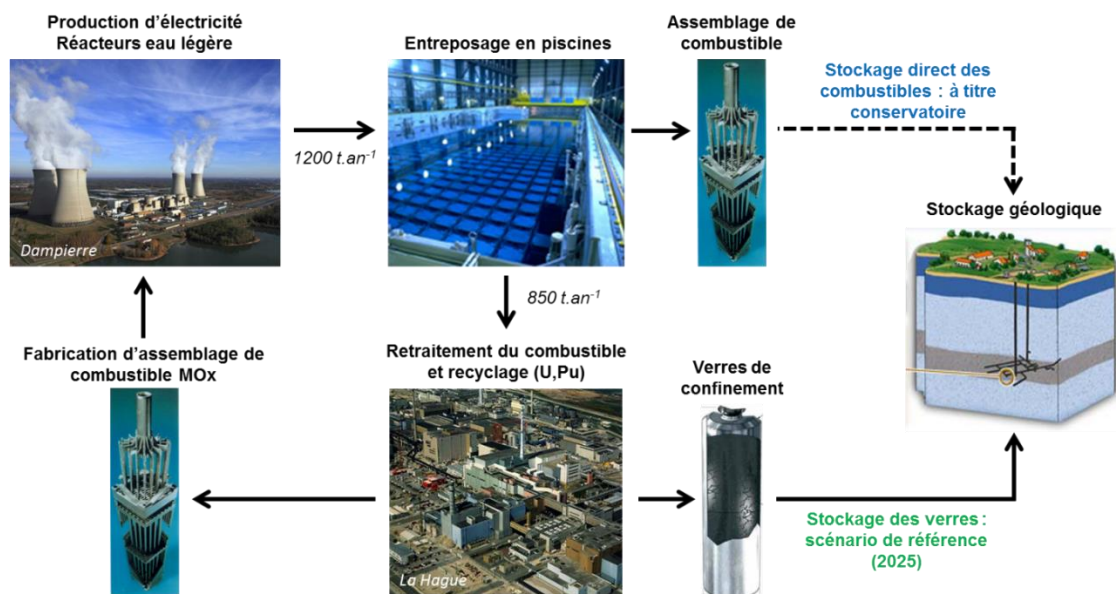 Production d'électricité
Réacteurs eau légère
Entreposage en piscines
Assemblage de
combustible
Stockage direct des
combustibles : à titre
conservatoire
1200 t.an⁻¹
Dampierre
Stockage géologique
850 t.an⁻¹
Fabrication d'assemblage de
combustible MOx
Retraitement du combustible
et recyclage (U,Pu)
Verres de
confinement
La Hague
Stockage des verres :
scénario de référence
(2025)